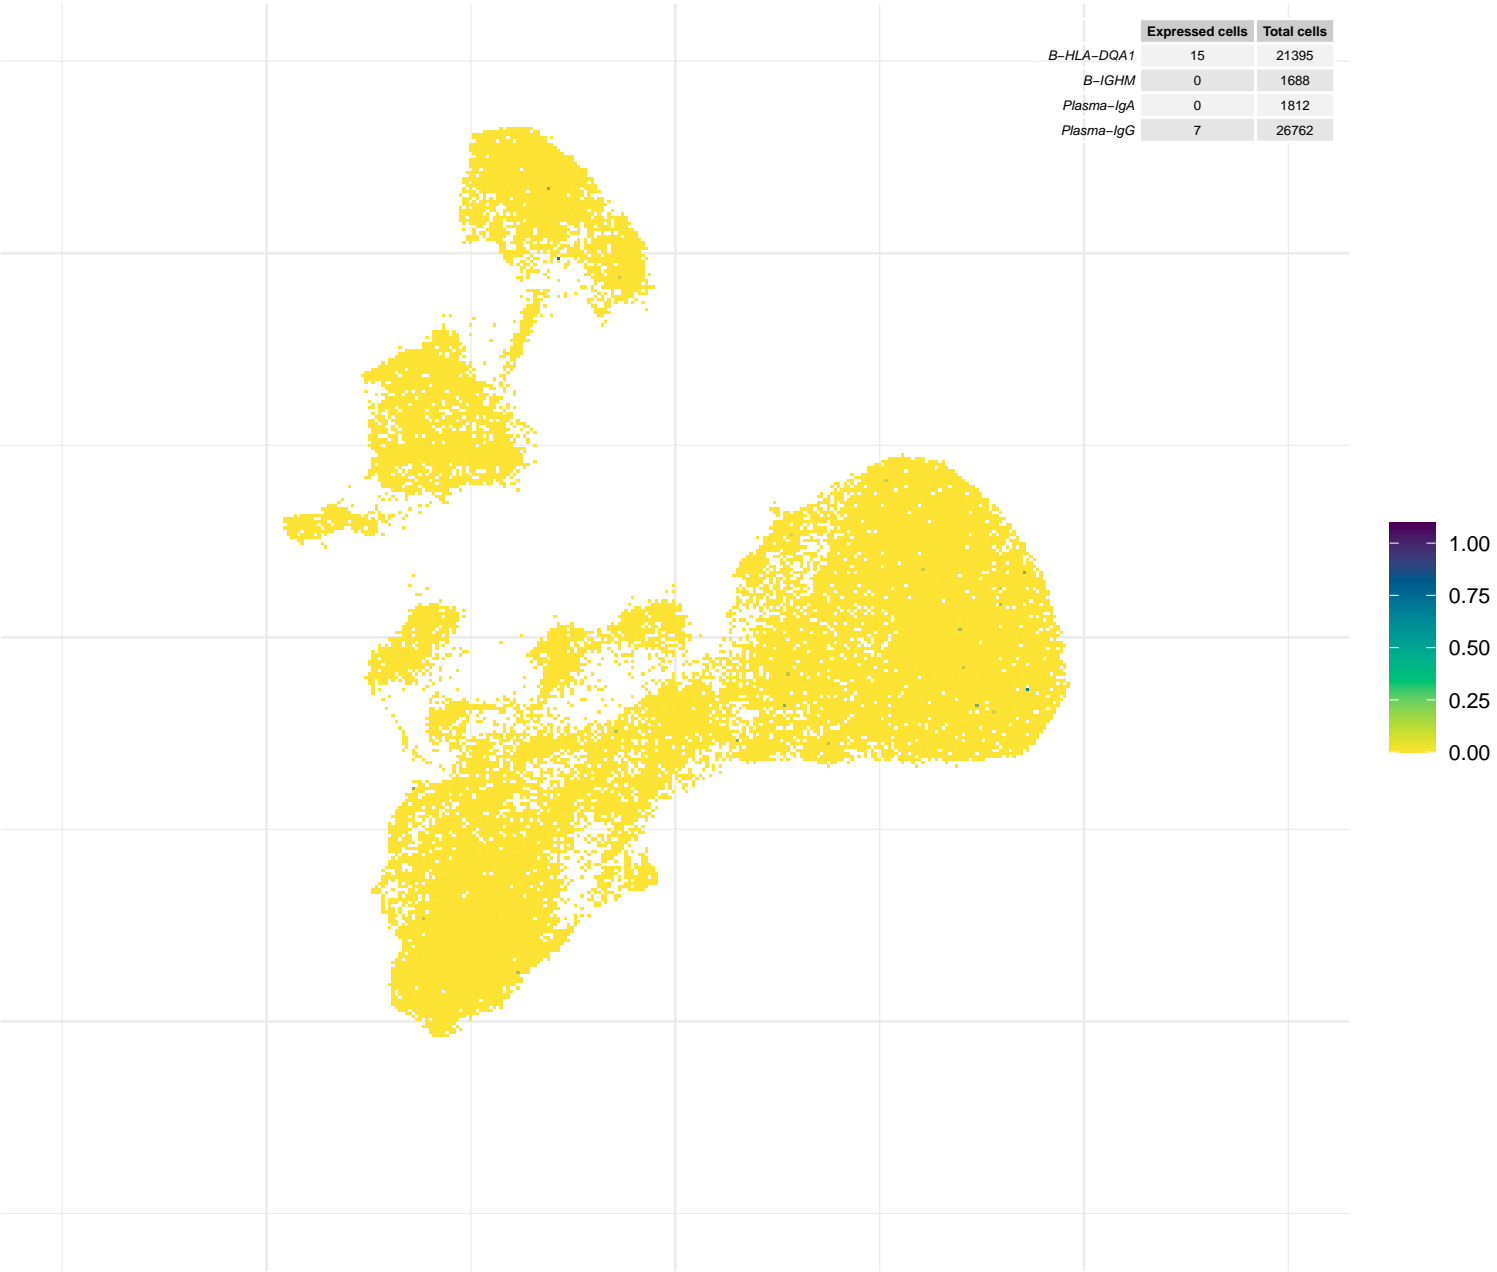 Expressed cells Total cells
B−HLA−DQA1 15 21395
B−IGHM 0 1688
Plasma−IgA 0 1812
Plasma−IgG 7 26762
1.00
0.75
0.50
0.25
0.00